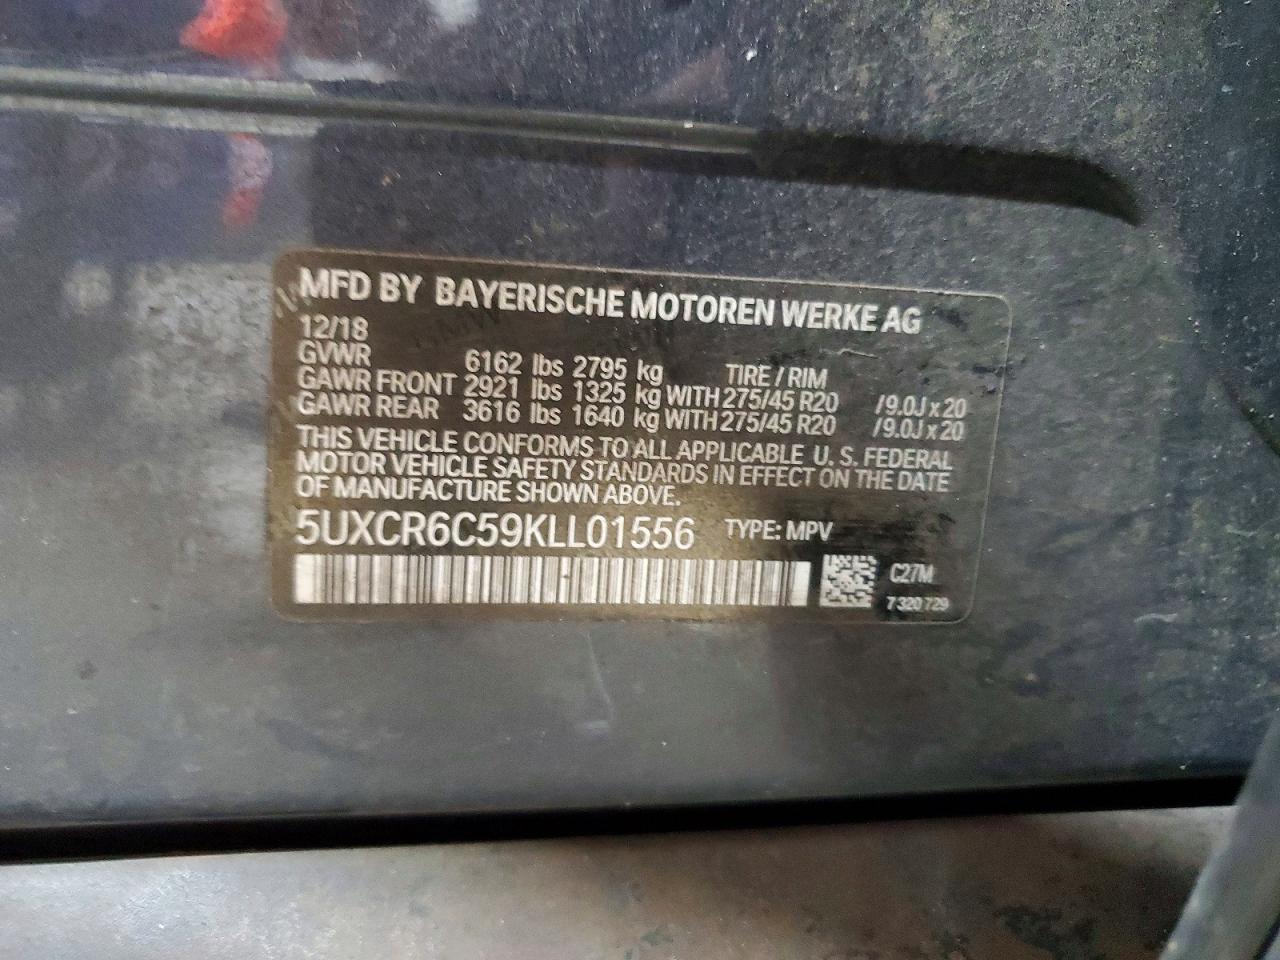 MFD BY BAYERISCHE MOTOREN WERKE AG
12/18
GVWR 6162 lbs 2795 kg TIRE / RIM
GAWR FRONT 2921 lbs 1325 kg WITH 275/45 R20 /9.0J x 20
GAWR REAR 3616 lbs 1640 kg WITH 275/45 R20 /9.0J x 20
THIS VEHICLE CONFORMS TO ALL APPLICABLE U. S. FEDERAL
MOTOR VEHICLE SAFETY STANDARDS IN EFFECT ON THE DATE
OF MANUFACTURE SHOWN ABOVE.
5UXCR6C59KLL01556 TYPE: MPV
C27M
7 320 729